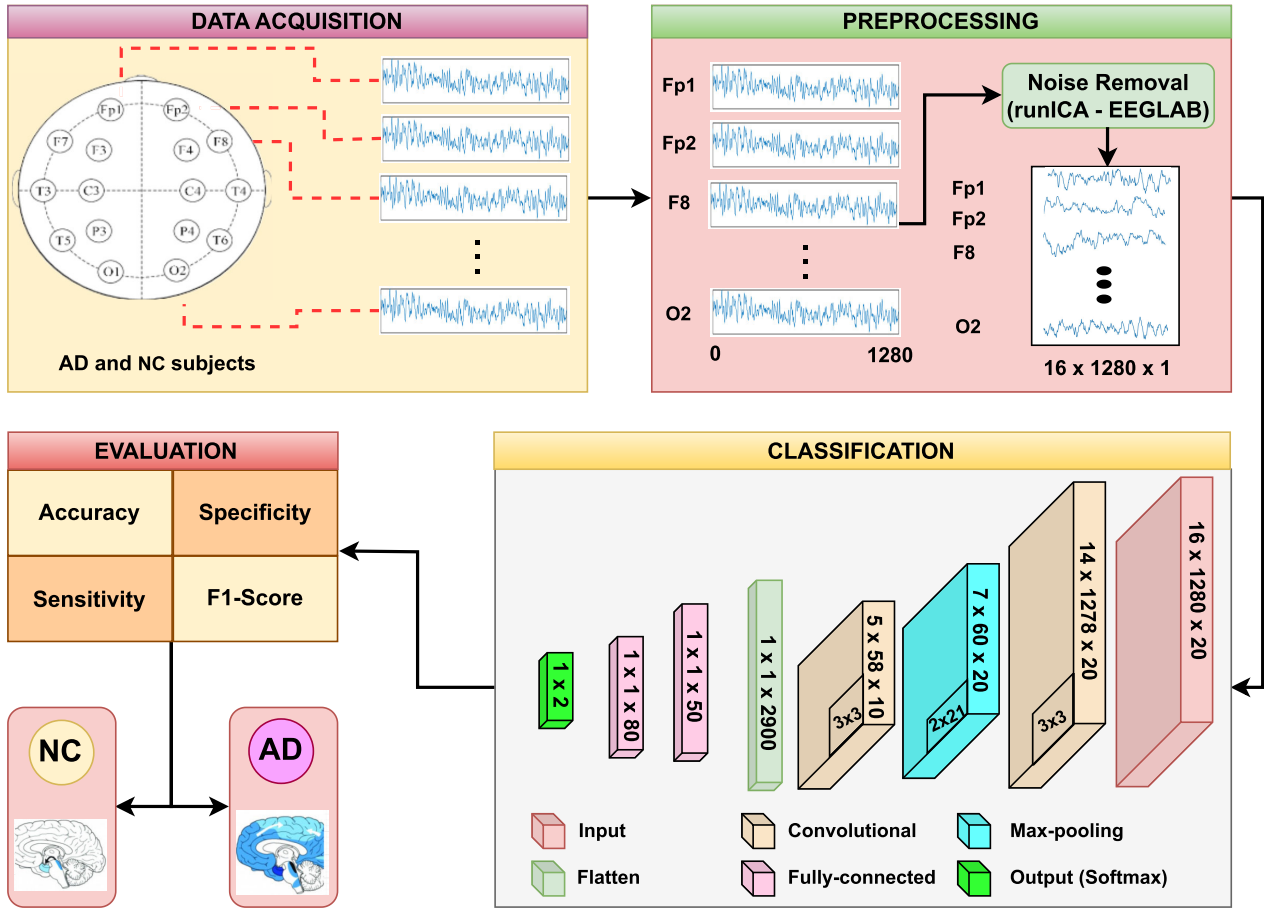 DATA ACQUISITION
Fp1
Fp2
F7
F3
F4
F8
T3
C3
C4
T4
T5
P3
P4
T6
O1
O2
AD and NC subjects
PREPROCESSING
Fp1
Fp2
F8
O2
0
1280
Noise Removal
(runICA - EEGLAB)
Fp1
Fp2
F8
O2
16 x 1280 x 1
EVALUATION
Accuracy
Specificity
Sensitivity
F1-Score
NC
AD
CLASSIFICATION
1 x 2
1 x 1 x 80
1 x 1 x 50
1 x 1 x 2900
5 x 58 x 10
3x3
7 x 60 x 20
2x21
14 x 1278 x 20
3x3
16 x 1280 x 20
Input
Convolutional
Max-pooling
Flatten
Fully-connected
Output (Softmax)